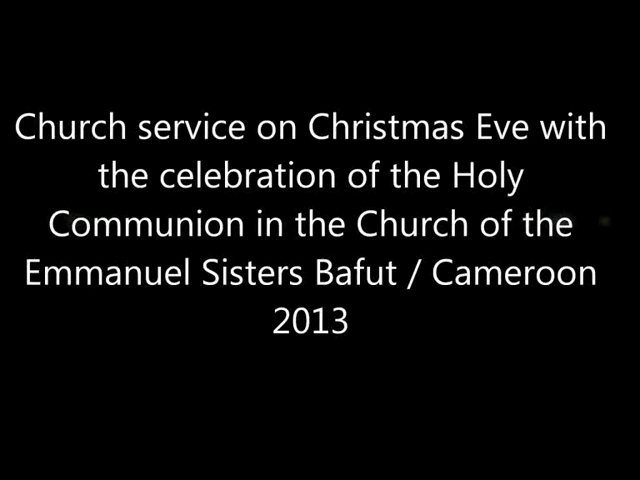 Church service on Christmas Eve with
the celebration of the Holy
Communion in the Church of the
Emmanuel Sisters Bafut / Cameroon
2013